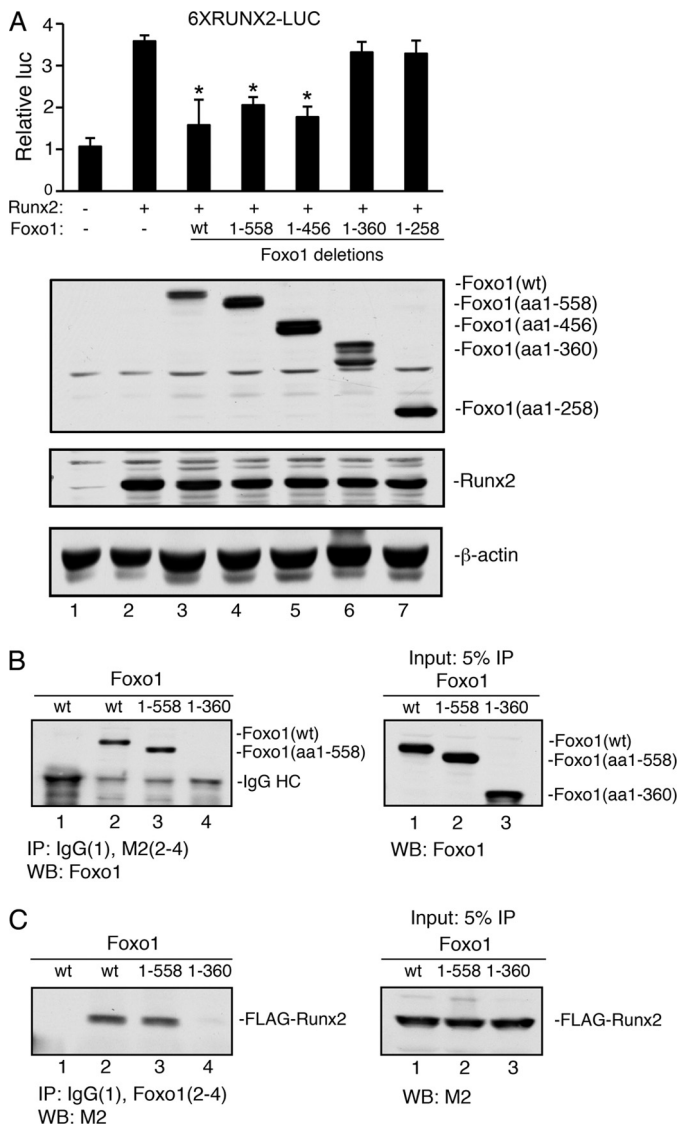 A
6XRUNX2-LUC
Relative luc
4
3
2
1
0
* * *
Runx2: - + + + + + +
Foxo1: - - wt 1-558 1-456 1-360 1-258
Foxo1 deletions
-Foxo1(wt)
-Foxo1(aa1-558)
-Foxo1(aa1-456)
-Foxo1(aa1-360)
-Foxo1(aa1-258)
-Runx2
-β-actin
1 2 3 4 5 6 7
B
Foxo1
wt wt 1-558 1-360
-Foxo1(wt)
-Foxo1(aa1-558)
-IgG HC
1 2 3 4
IP: IgG(1), M2(2-4)
WB: Foxo1
Input: 5% IP
Foxo1
wt 1-558 1-360
-Foxo1(wt)
-Foxo1(aa1-558)
-Foxo1(aa1-360)
1 2 3
WB: Foxo1
C
Foxo1
wt wt 1-558 1-360
-FLAG-Runx2
1 2 3 4
IP: IgG(1), Foxo1(2-4)
WB: M2
Input: 5% IP
Foxo1
wt 1-558 1-360
-FLAG-Runx2
1 2 3
WB: M2